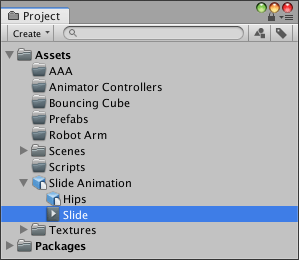 Project
Create
Assets
AAA
Animator Controllers
Bouncing Cube
Prefabs
Robot Arm
Scenes
Scripts
Slide Animation
Hips
Slide
Textures
Packages